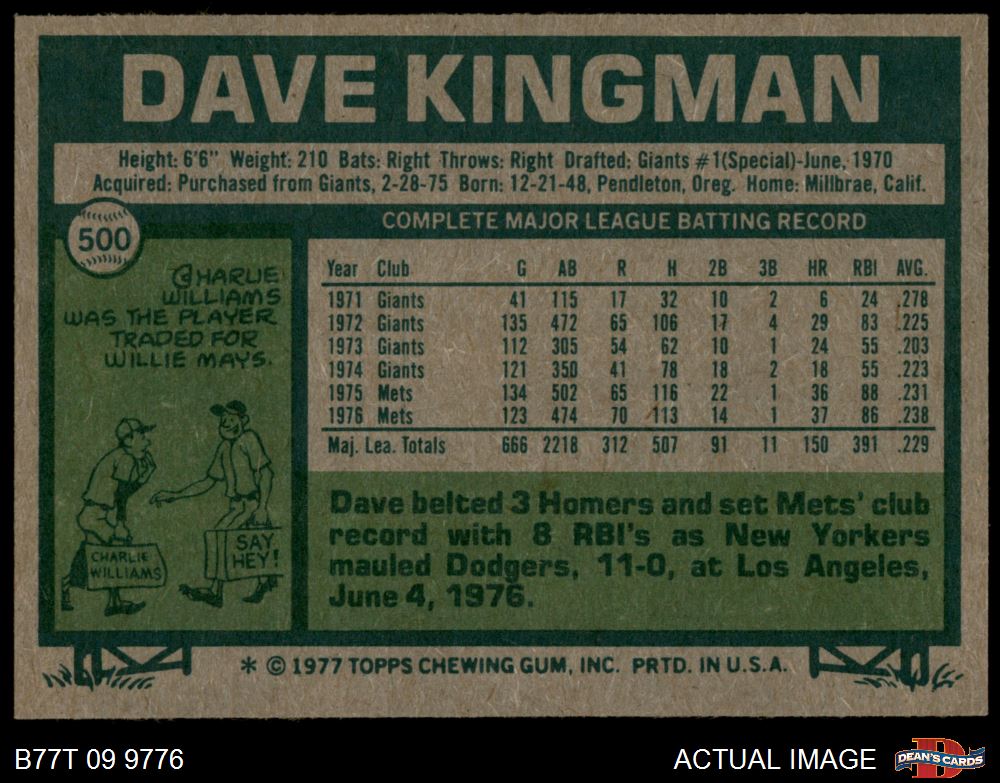 DAVE KINGMAN
Height: 6'6" Weight: 210 Bats: Right Throws: Right Drafted: Giants #1(Special)-June, 1970
Acquired: Purchased from Giants, 2-28-75 Born: 12-21-48, Pendleton, Oreg. Home: Millbrae, Calif.
500
CHARLIE
WILLIAMS
WAS THE PLAYER
TRADED FOR
WILLIE MAYS.
CHARLIE
WILLIAMS
SAY
HEY!
COMPLETE MAJOR LEAGUE BATTING RECORD
Year Club G AB R H 2B 3B HR RBI AVG.
1971 Giants 41 115 17 32 10 2 6 24 .278
1972 Giants 135 472 65 106 17 4 29 83 .225
1973 Giants 112 305 54 62 10 1 24 55 .203
1974 Giants 121 350 41 78 18 2 18 55 .223
1975 Mets 134 502 65 116 22 1 36 88 .231
1976 Mets 123 474 70 113 14 1 37 86 .238
Maj. Lea. Totals 666 2218 312 507 91 11 150 391 .229
Dave belted 3 Homers and set Mets' club
record with 8 RBI's as New Yorkers
mauled Dodgers, 11-0, at Los Angeles,
June 4, 1976.
* © 1977 TOPPS CHEWING GUM, INC. PRTD. IN U.S.A.
B77T 09 9776
ACTUAL IMAGE
D
DEAN'S CARDS